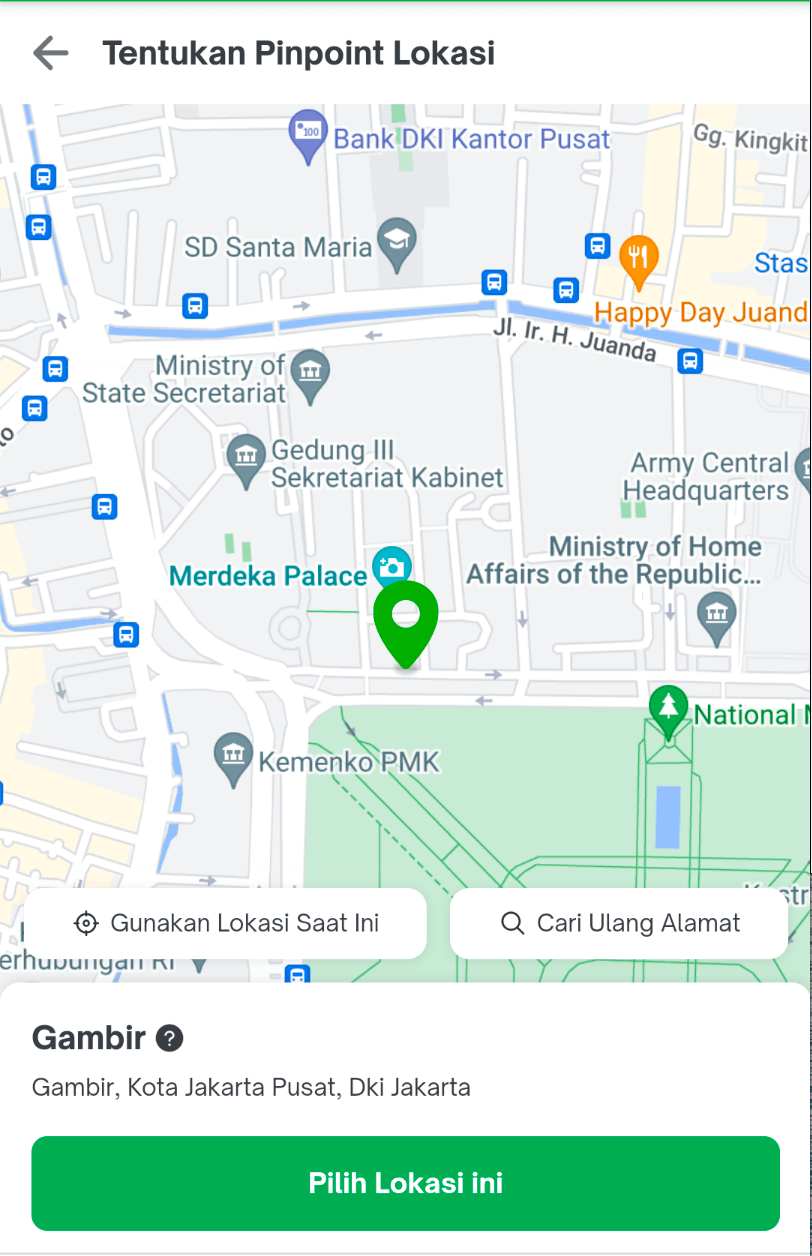 Tentukan Pinpoint Lokasi
100
Bank DKI Kantor Pusat
Gg. Kingkit
SD Santa Maria
Stas
Happy Day Juand
Jl. Ir. H. Juanda
Ministry of
State Secretariat
Gedung III
Sekretariat Kabinet
Army Central
Headquarters
Ministry of Home
Affairs of the Republic...
Merdeka Palace
National
Kemenko PMK
Gunakan Lokasi Saat Ini
Cari Ulang Alamat
erhubungan RI
Gambir ?
Gambir, Kota Jakarta Pusat, Dki Jakarta
Pilih Lokasi ini